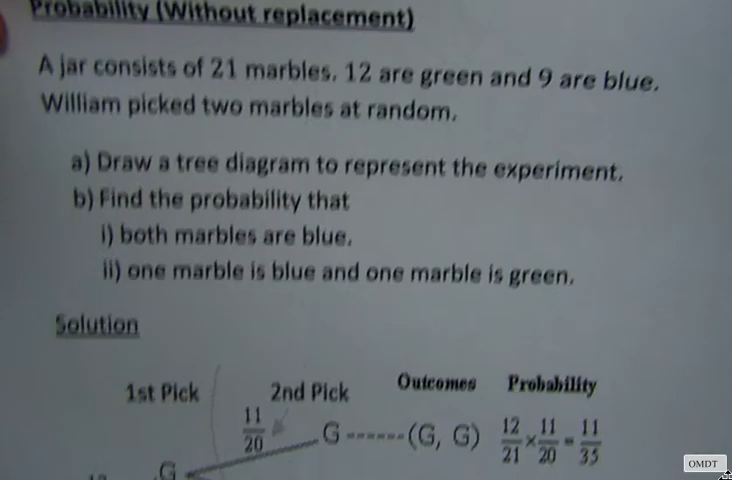 Probability (Without replacement)
A jar consists of 21 marbles. 12 are green and 9 are blue.
William picked two marbles at random.
a) Draw a tree diagram to represent the experiment.
b) Find the probability that
i) both marbles are blue.
ii) one marble is blue and one marble is green.
Solution
1st Pick 2nd Pick Outcomes Probability
11/20 G ------(G, G) 12/21 × 11/20 = 11/35
G
OMDT